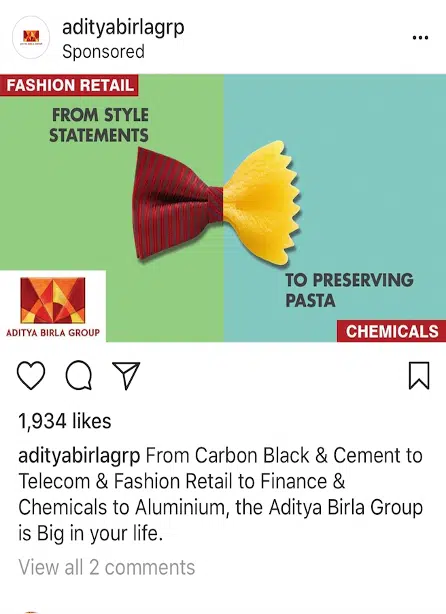 adityabirlagrp
Sponsored
FASHION RETAIL
FROM STYLE
STATEMENTS
TO PRESERVING
PASTA
ADITYA BIRLA GROUP
CHEMICALS
1,934 likes
adityabirlagrp From Carbon Black & Cement to
Telecom & Fashion Retail to Finance &
Chemicals to Aluminium, the Aditya Birla Group
is Big in your life.
View all 2 comments